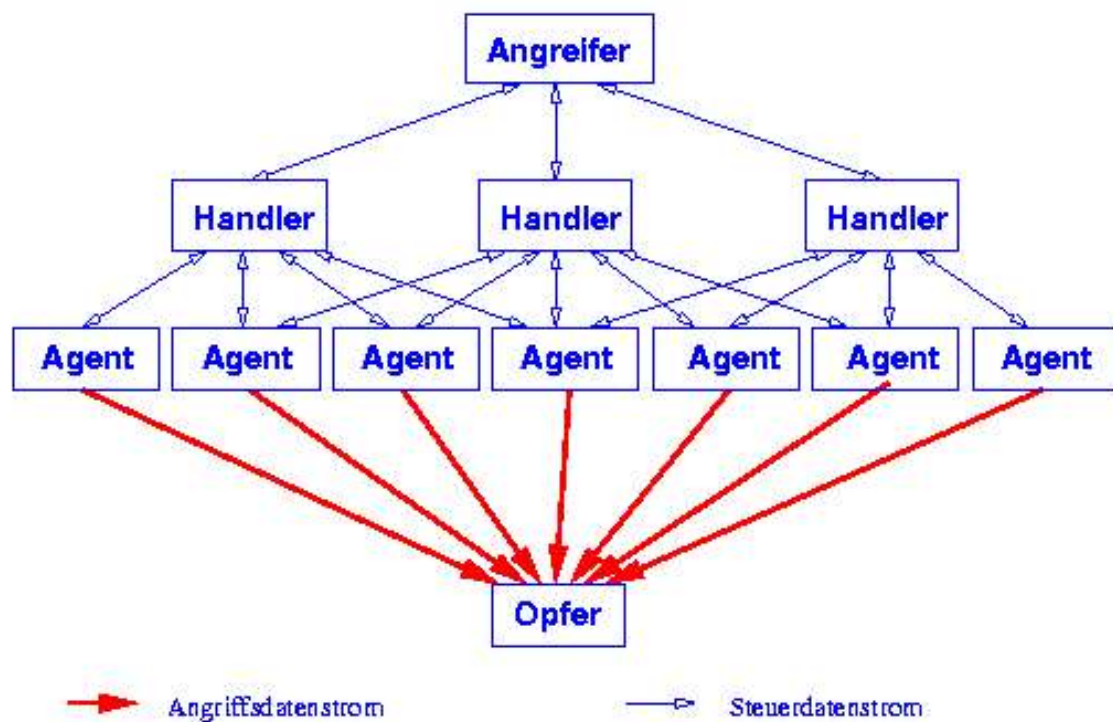 Angreifer
Handler Handler Handler
Agent Agent Agent Agent Agent Agent Agent
Opfer
Angriffsdatenstrom Steuerdatenstrom